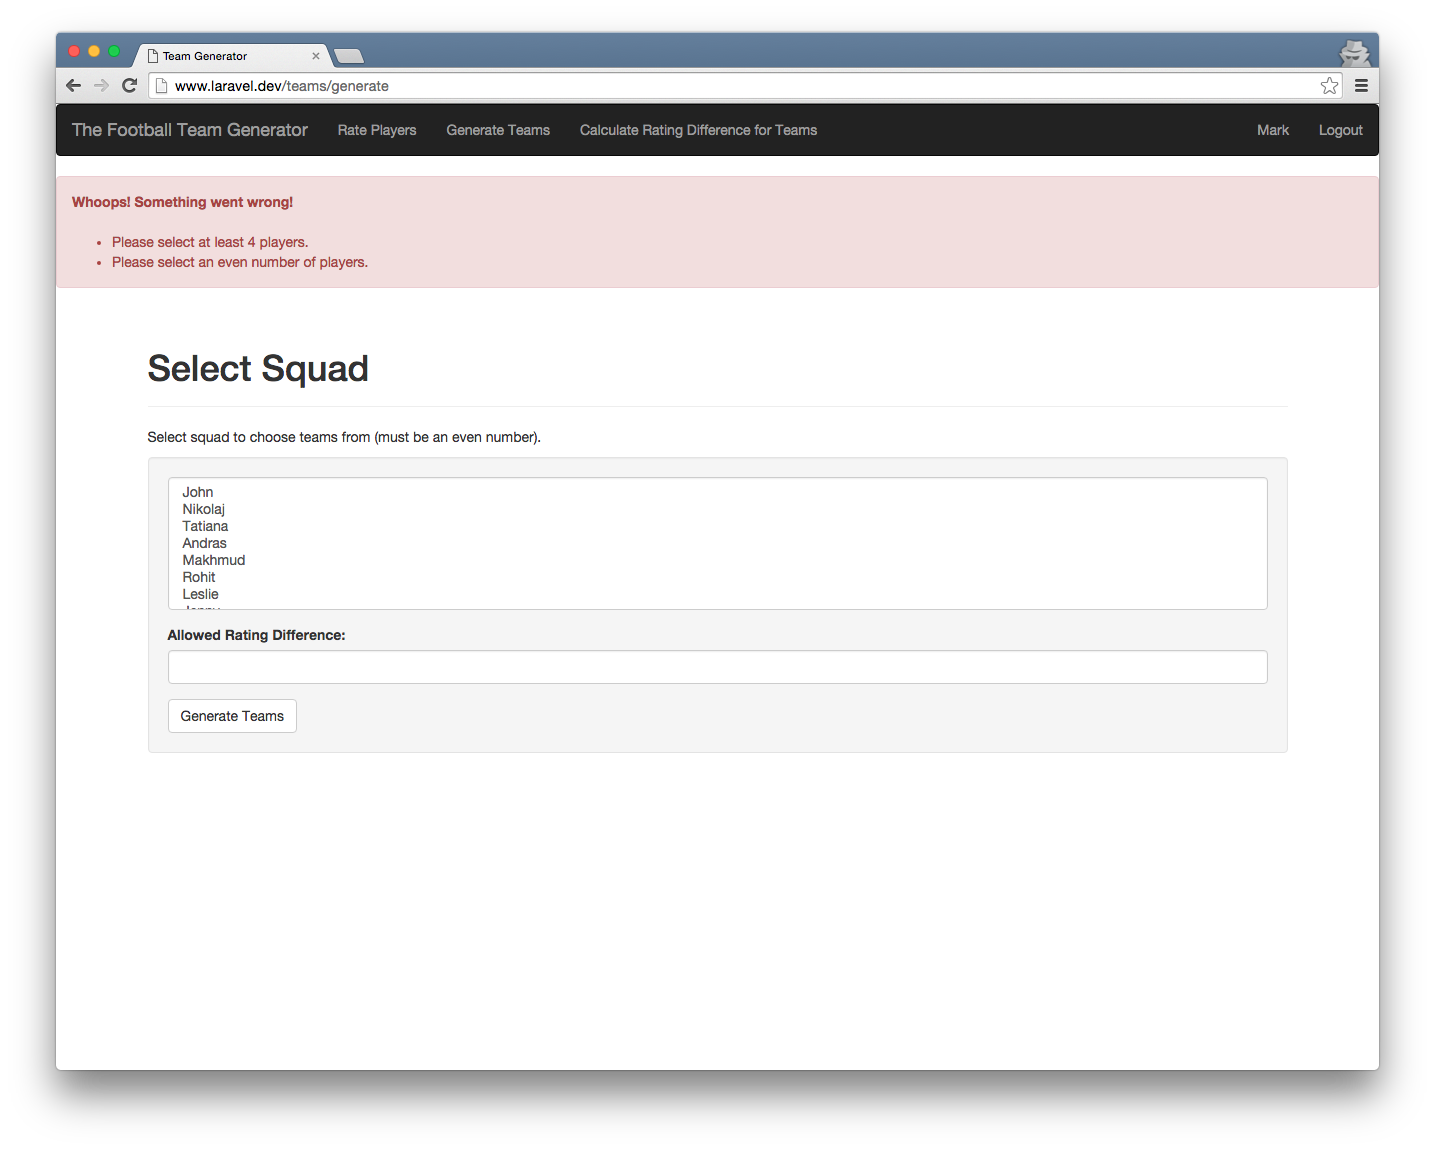 Team Generator
www.laravel.dev/teams/generate
The Football Team Generator Rate Players Generate Teams Calculate Rating Difference for Teams Mark Logout
Whoops! Something went wrong!
Please select at least 4 players.
Please select an even number of players.
Select Squad
Select squad to choose teams from (must be an even number).
John
Nikolaj
Tatiana
Andras
Makhmud
Rohit
Leslie
Allowed Rating Difference:
Generate Teams